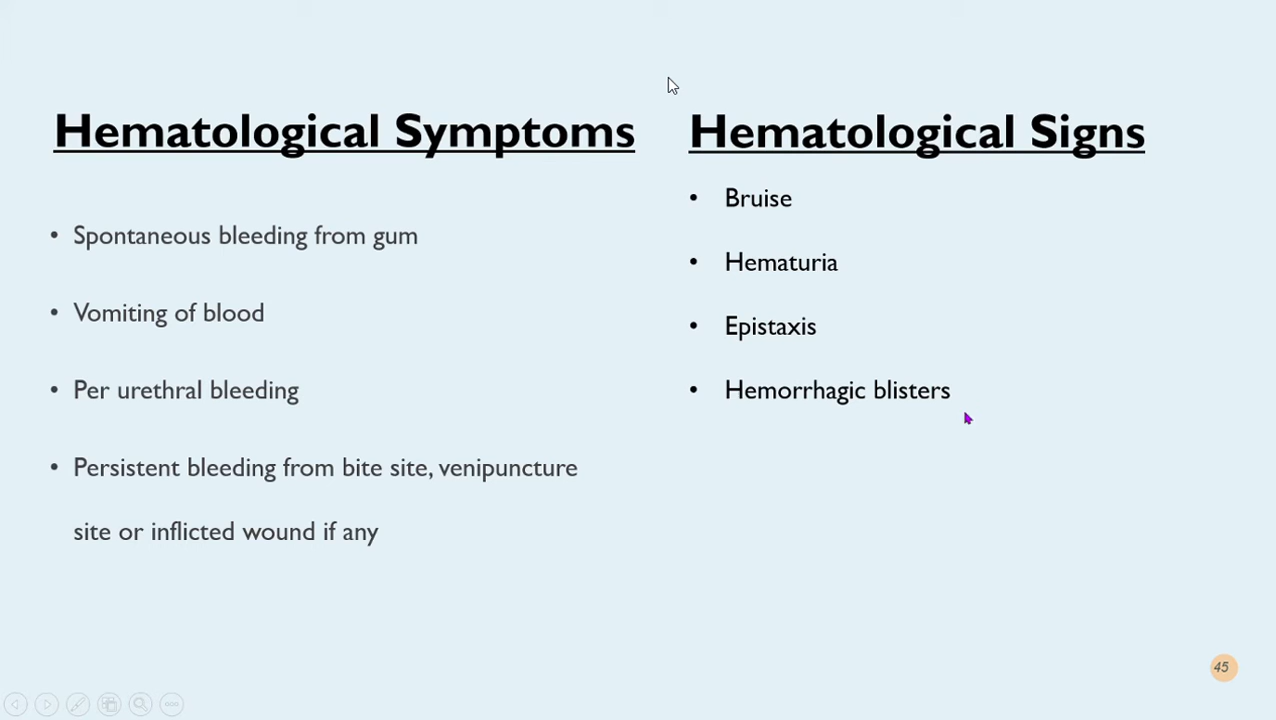 Hematological Symptoms
• Spontaneous bleeding from gum
• Vomiting of blood
• Per urethral bleeding
• Persistent bleeding from bite site, venipuncture
site or inflicted wound if any
Hematological Signs
• Bruise
• Hematuria
• Epistaxis
• Hemorrhagic blisters
45